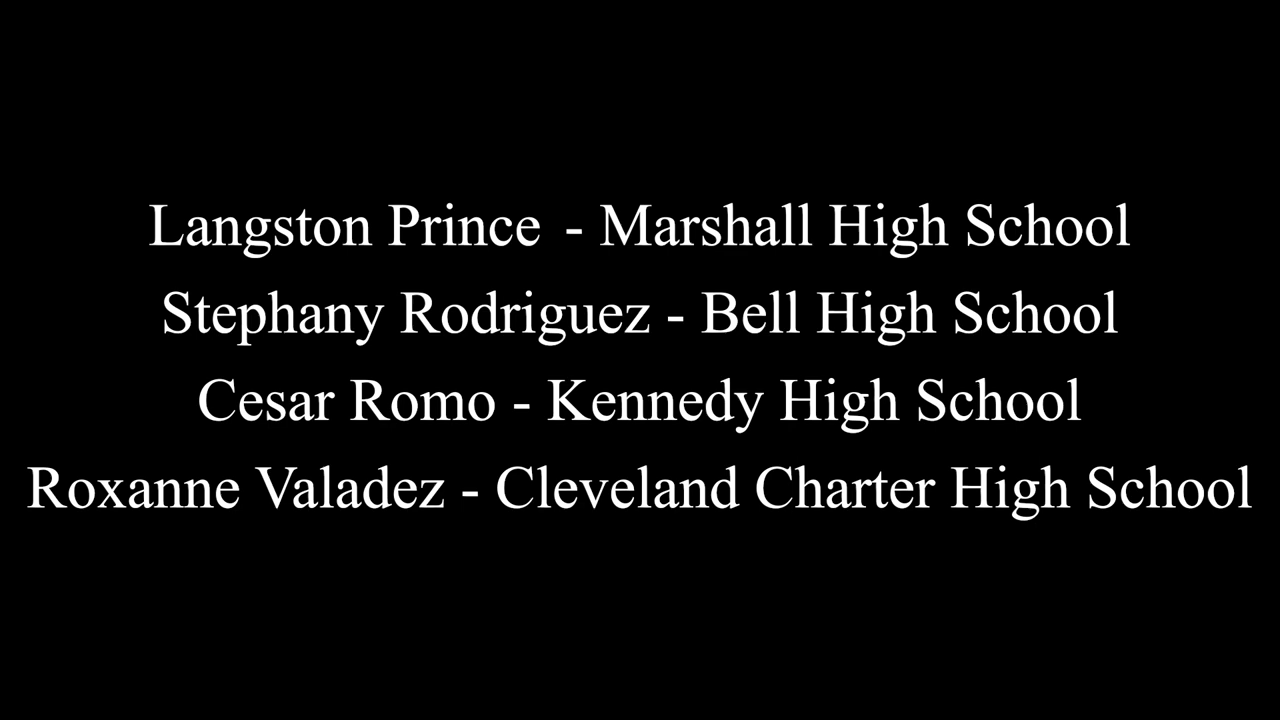 Langston Prince - Marshall High School
Stephany Rodriguez - Bell High School
Cesar Romo - Kennedy High School
Roxanne Valadez - Cleveland Charter High School